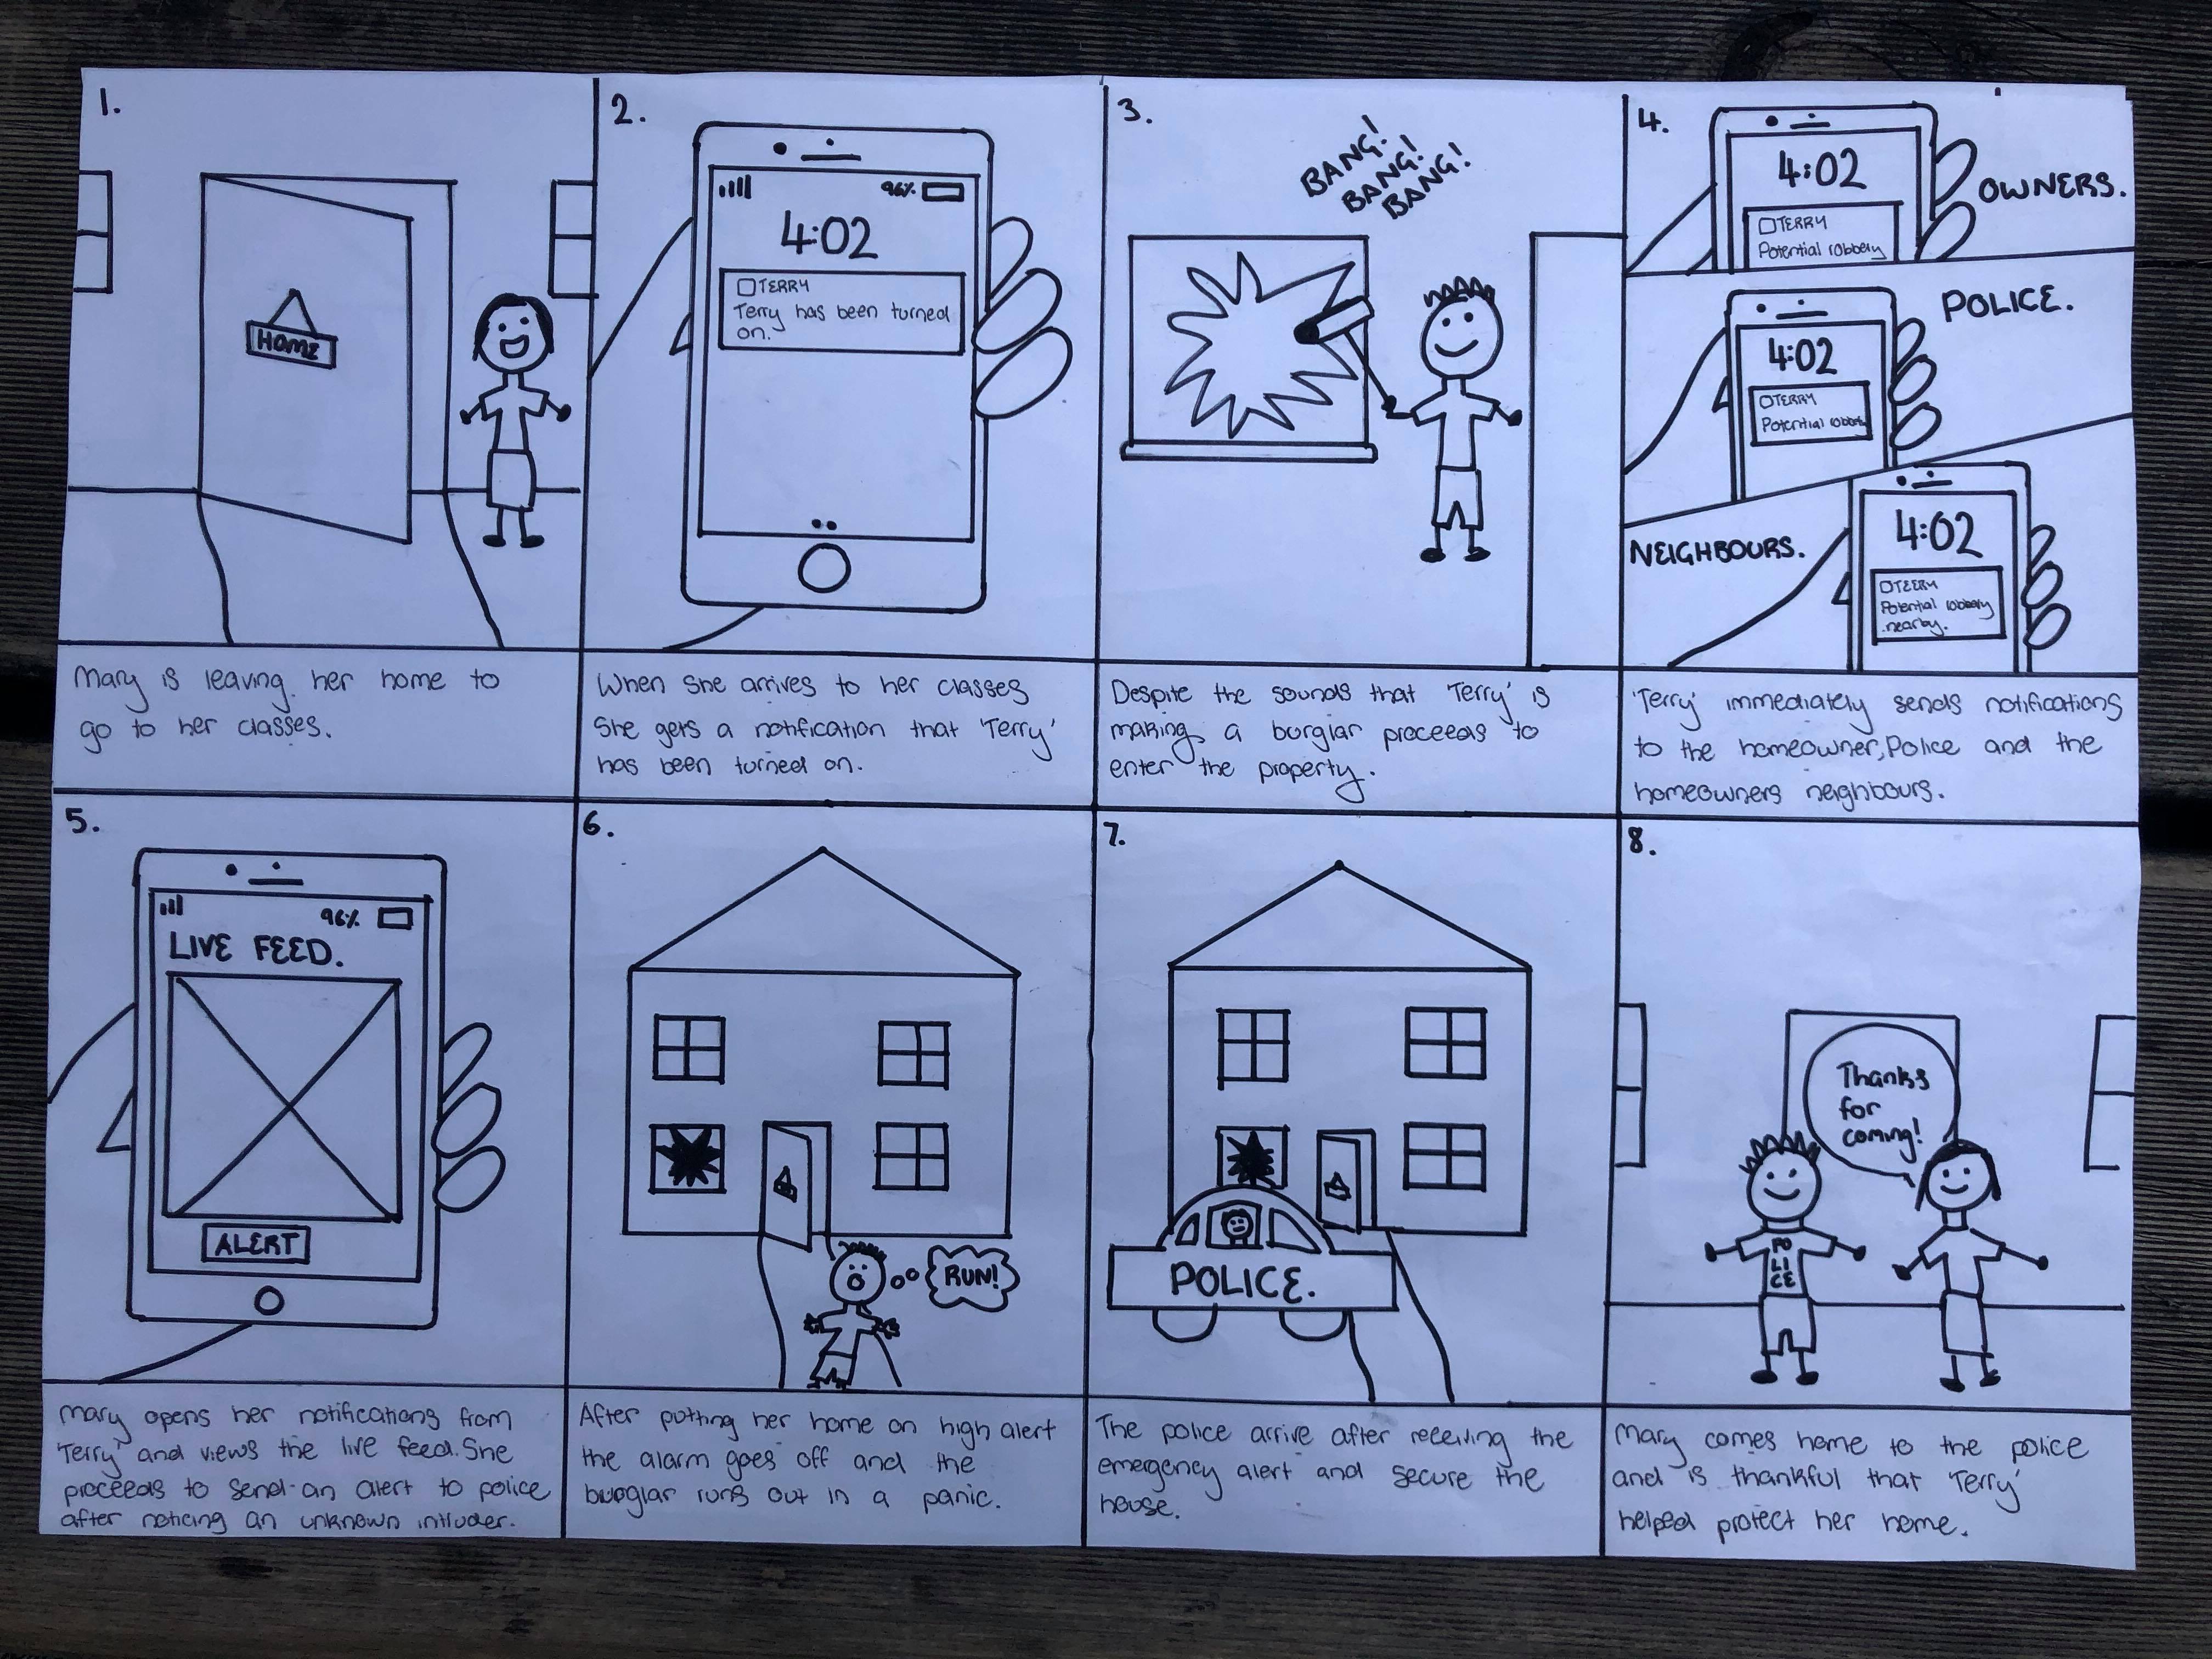 1.
HOME
Mary is leaving her home to
go to her classes.
2.
96%
4:02
TERRY
Terry has been turned
on.
When she arrives to her classes
She gets a notification that 'Terry'
has been turned on.
3.
BANG!
BANG!
BANG!
Despite the sounds that 'Terry' is
making, a burglar proceeds to
enter the property.
4.
4:02
TERRY
Potential robbery
OWNERS.
POLICE.
4:02
TERRY
Potential robbery
NEIGHBOURS.
4:02
TEERY
Potential robbery
nearby.
'Terry' immediately sends notifications
to the homeowner, Police and the
homeowners neighbours.
5.
96%
LIVE FEED.
ALERT
Mary opens her notifications from
'Terry' and views the live feed. She
proceeds to send an alert to police
after noticing an unknown intruder.
6.
RUN!
After putting her home on high alert
the alarm goes off and the
burglar runs out in a panic.
7.
POLICE.
The police arrive after receiving the
emergency alert and secure the
house.
8.
Thanks
for
coming!
PO
LI
CE
Mary comes home to the police
and is thankful that 'Terry'
helped protect her home.